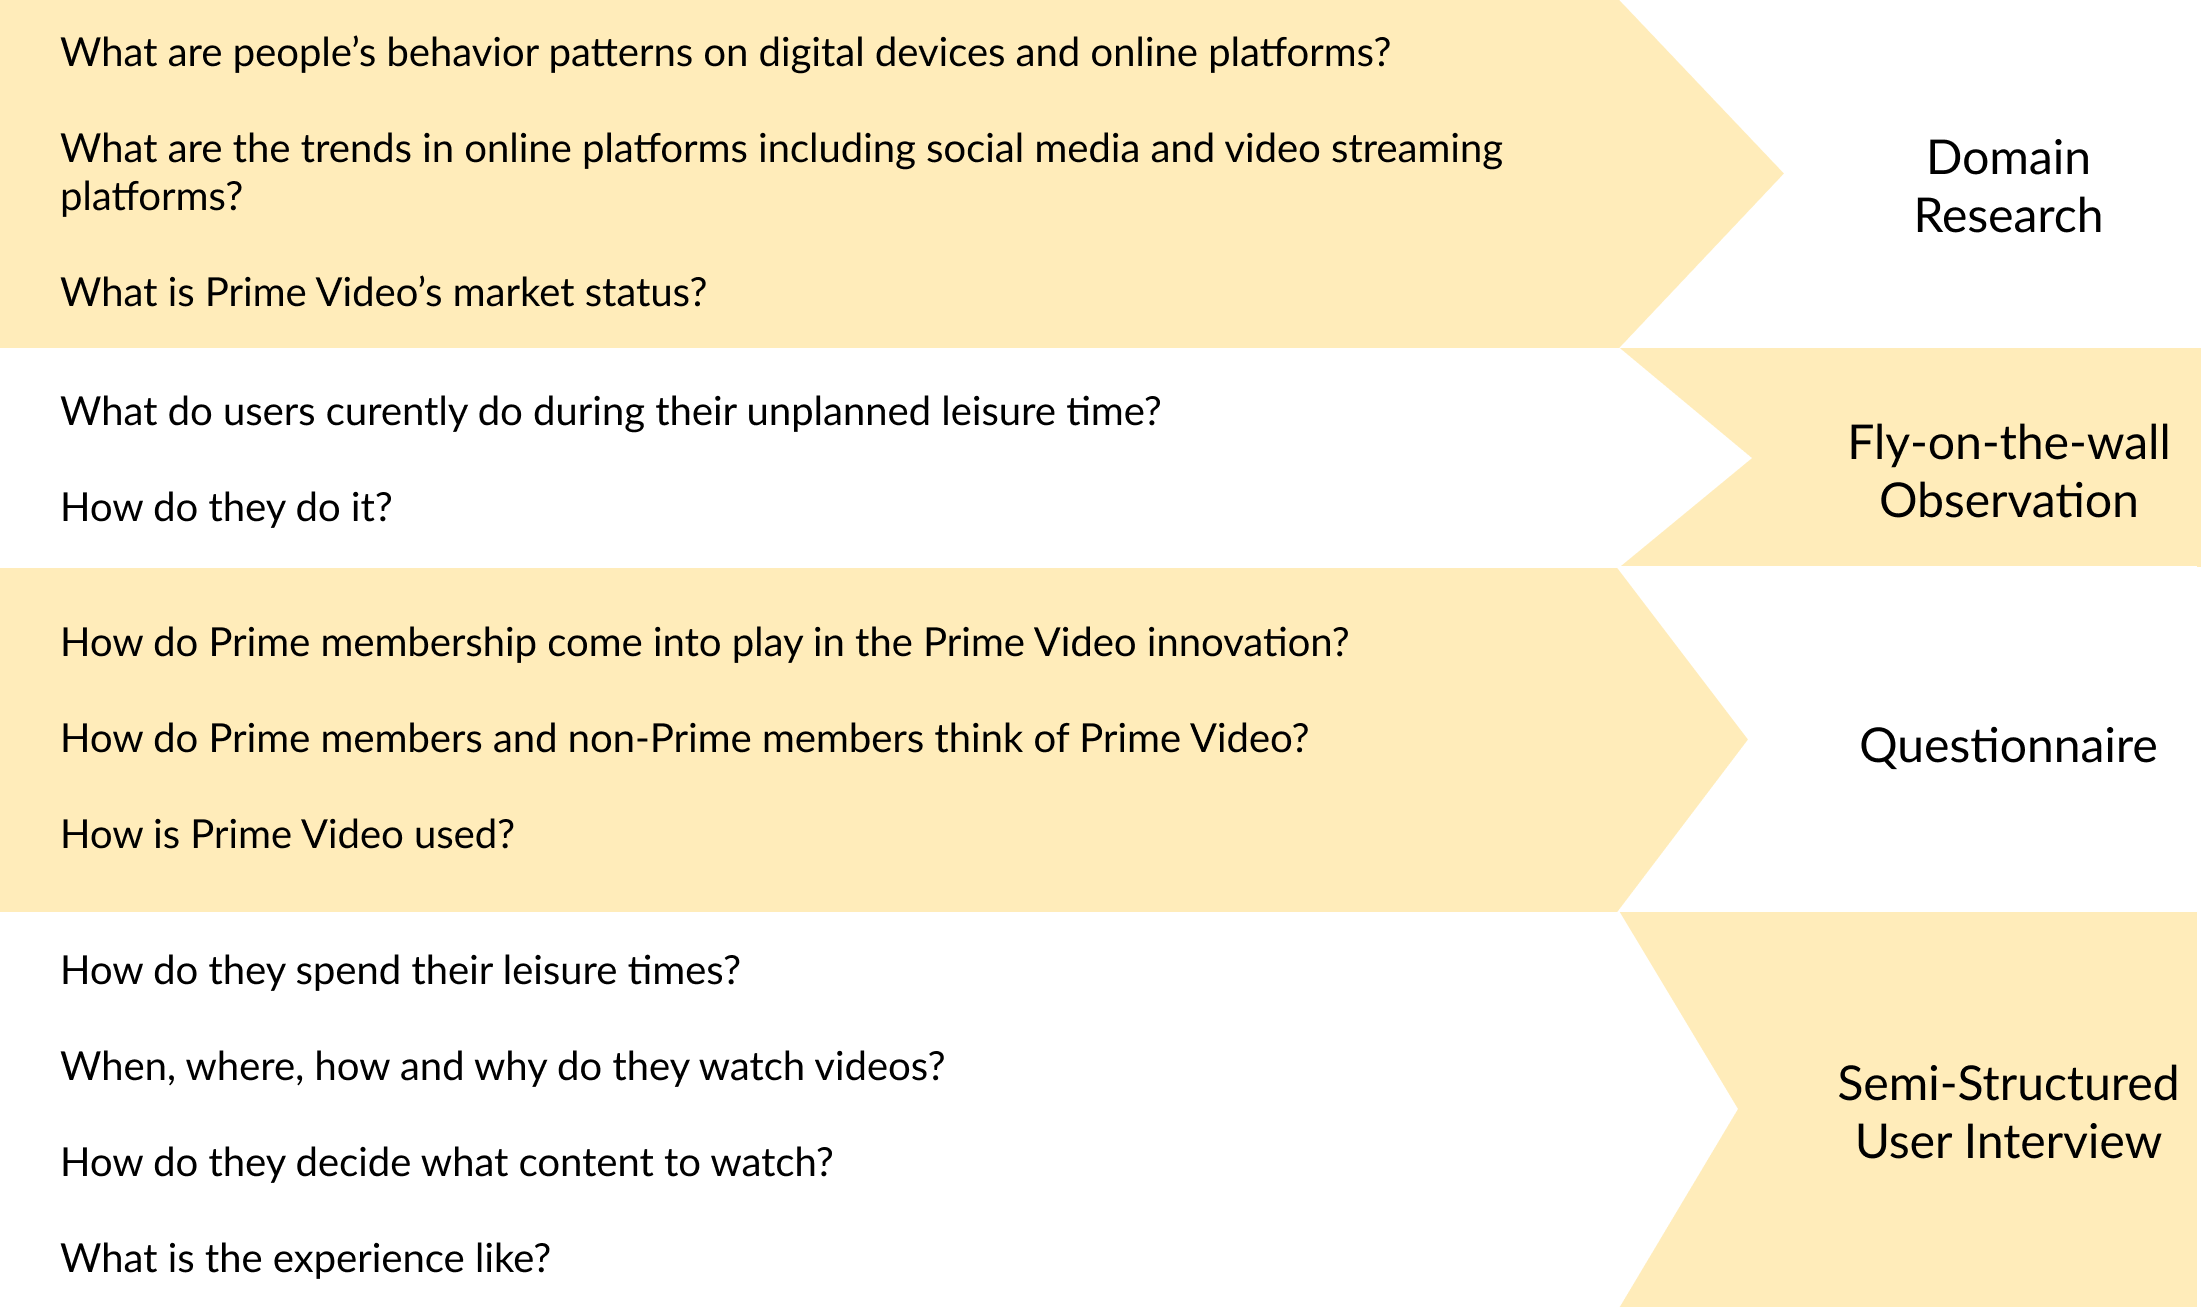 What are people’s behavior patterns on digital devices and online platforms?
What are the trends in online platforms including social media and video streaming
platforms?
What is Prime Video’s market status?
Domain
Research
What do users curently do during their unplanned leisure time?
How do they do it?
Fly-on-the-wall
Observation
How do Prime membership come into play in the Prime Video innovation?
How do Prime members and non-Prime members think of Prime Video?
How is Prime Video used?
Questionnaire
How do they spend their leisure times?
When, where, how and why do they watch videos?
How do they decide what content to watch?
What is the experience like?
Semi-Structured
User Interview